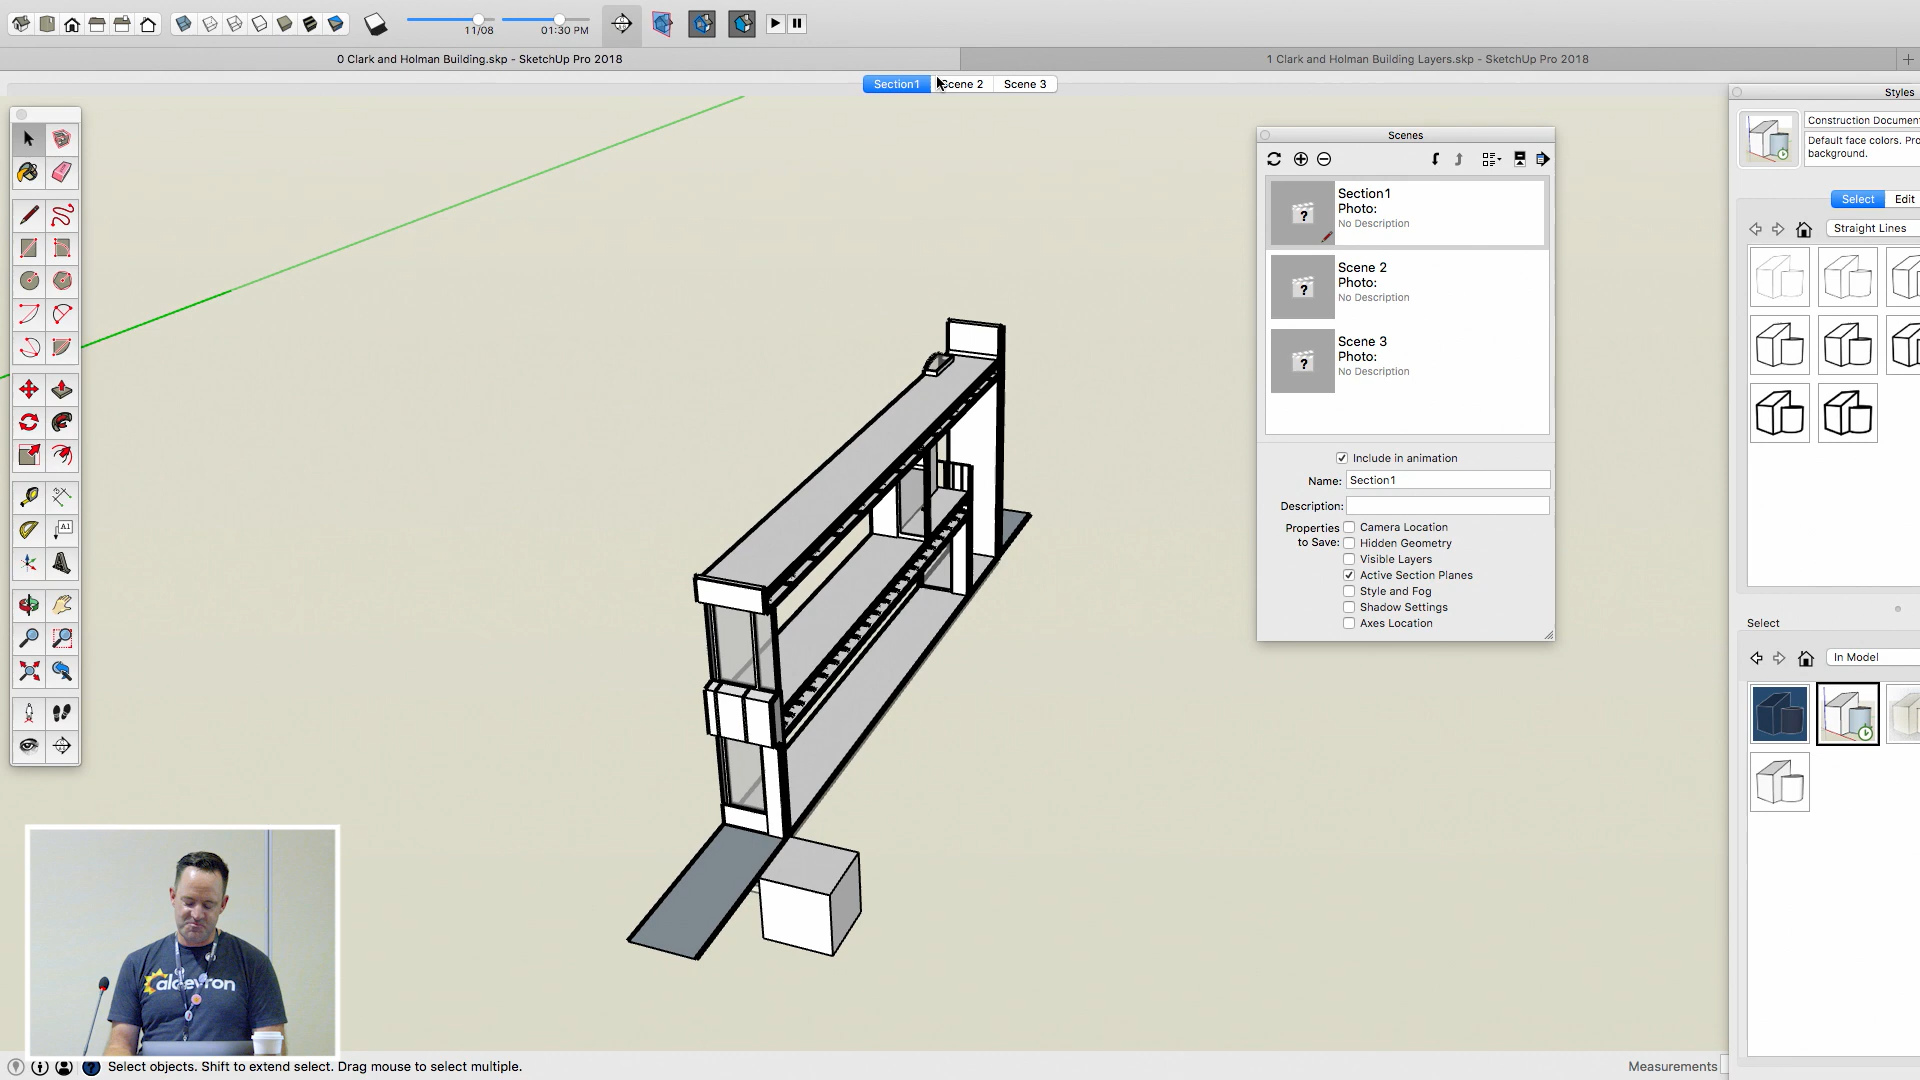 11/08
01:30 PM
0 Clark and Holman Building.skp - SketchUp Pro 2018
1 Clark and Holman Building Layers.skp - SketchUp Pro 2018
Section1
Scene 2
Scene 3
Styles
Construction Document
Default face colors. Pro
background.
Select
Edit
Straight Lines
Scenes
Section1
Photo:
No Description
Scene 2
Photo:
No Description
Scene 3
Photo:
No Description
Include in animation
Name: Section1
Description:
Properties
to Save:
Camera Location
Hidden Geometry
Visible Layers
Active Section Planes
Style and Fog
Shadow Settings
Axes Location
Select
In Model
A1
aldevron
Select objects. Shift to extend select. Drag mouse to select multiple.
Measurements